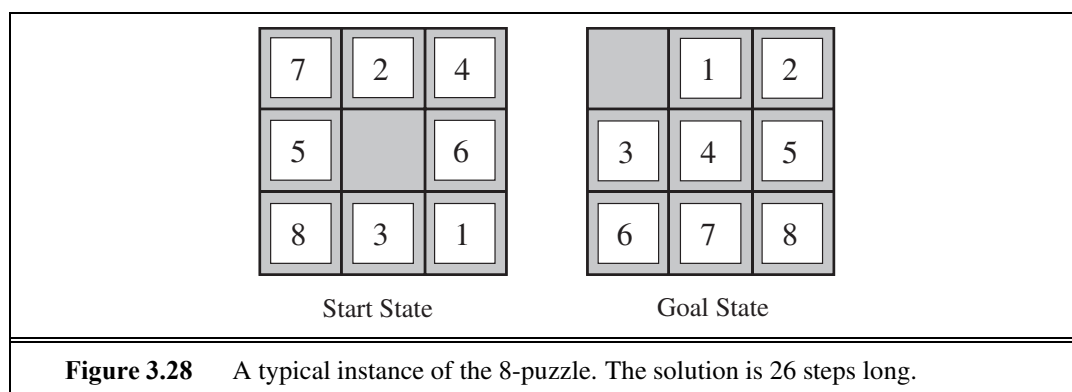 7 2 4 1 2
5 6 3 4 5
8 3 1 6 7 8
Start State Goal State
Figure 3.28 A typical instance of the 8-puzzle. The solution is 26 steps long.